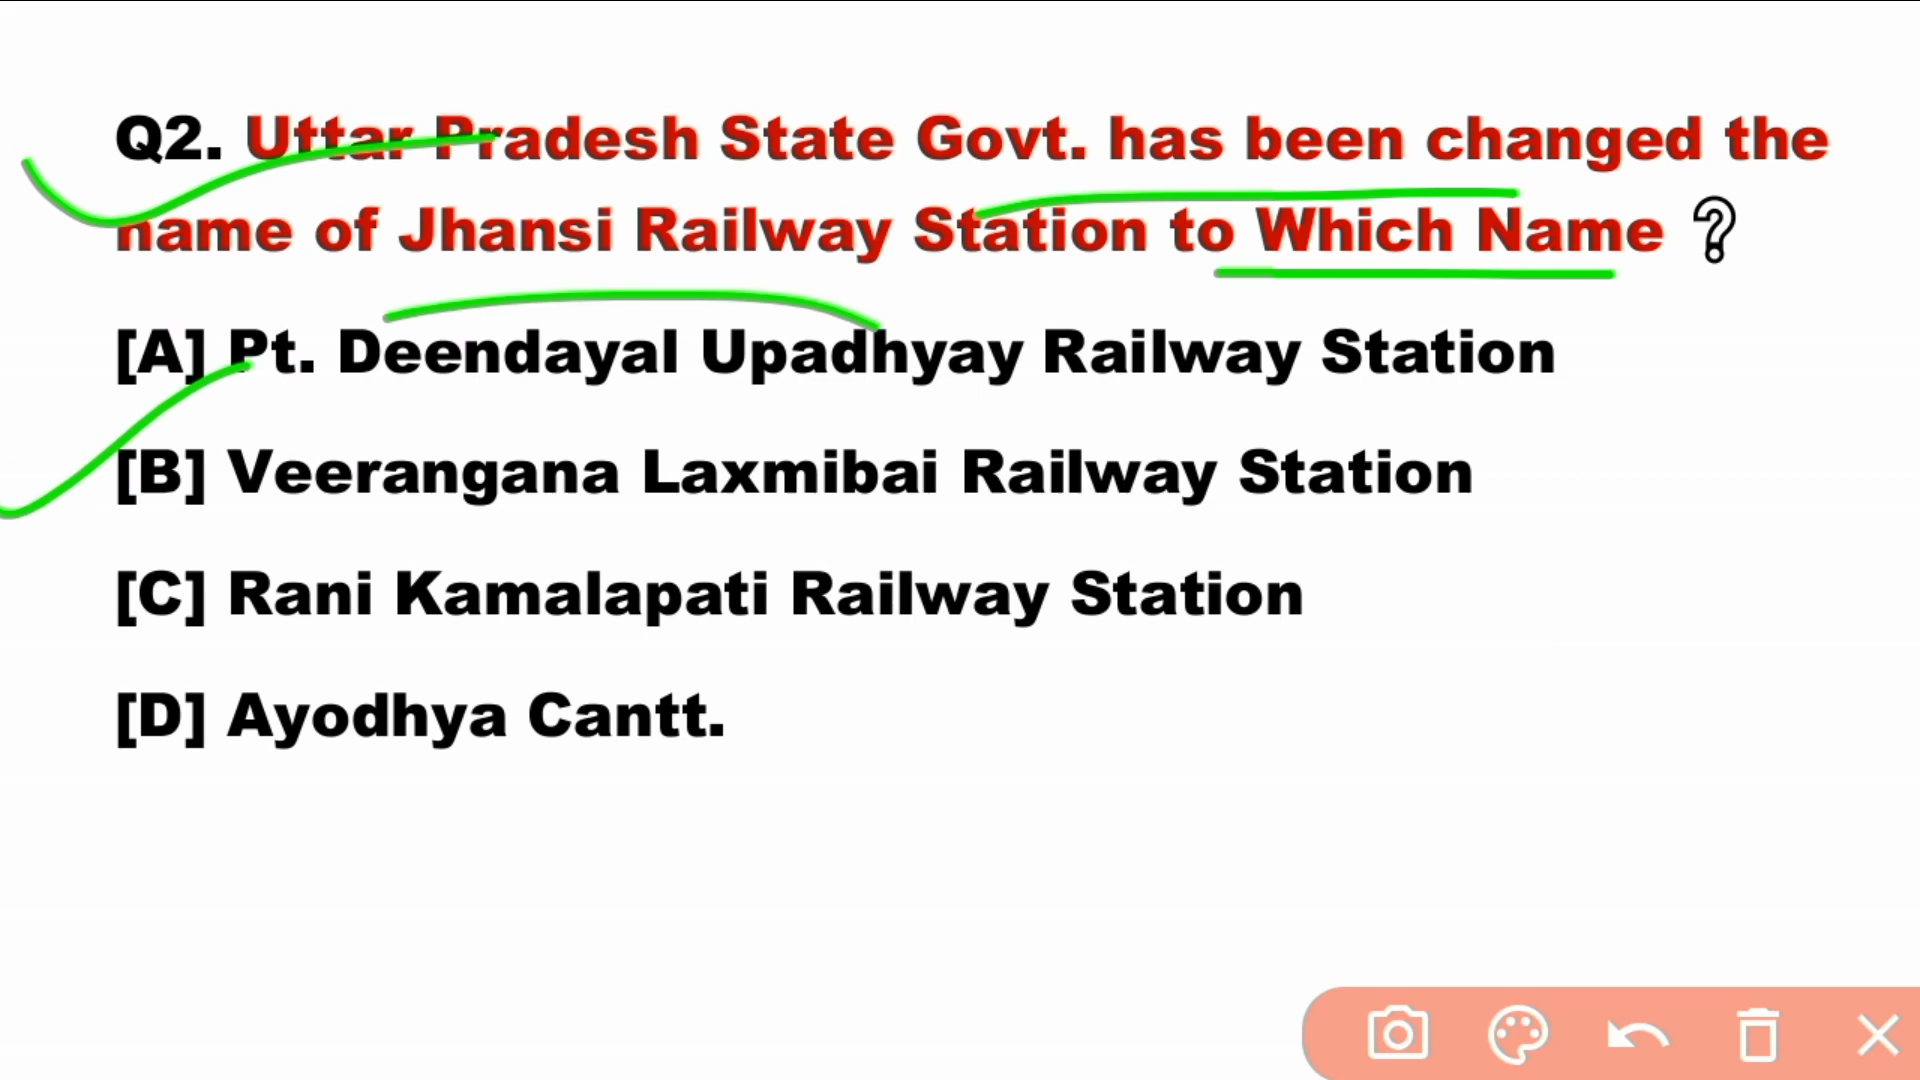 Q2. Uttar Pradesh State Govt. has been changed the
name of Jhansi Railway Station to Which Name ?
[A] Pt. Deendayal Upadhyay Railway Station
[B] Veerangana Laxmibai Railway Station
[C] Rani Kamalapati Railway Station
[D] Ayodhya Cantt.